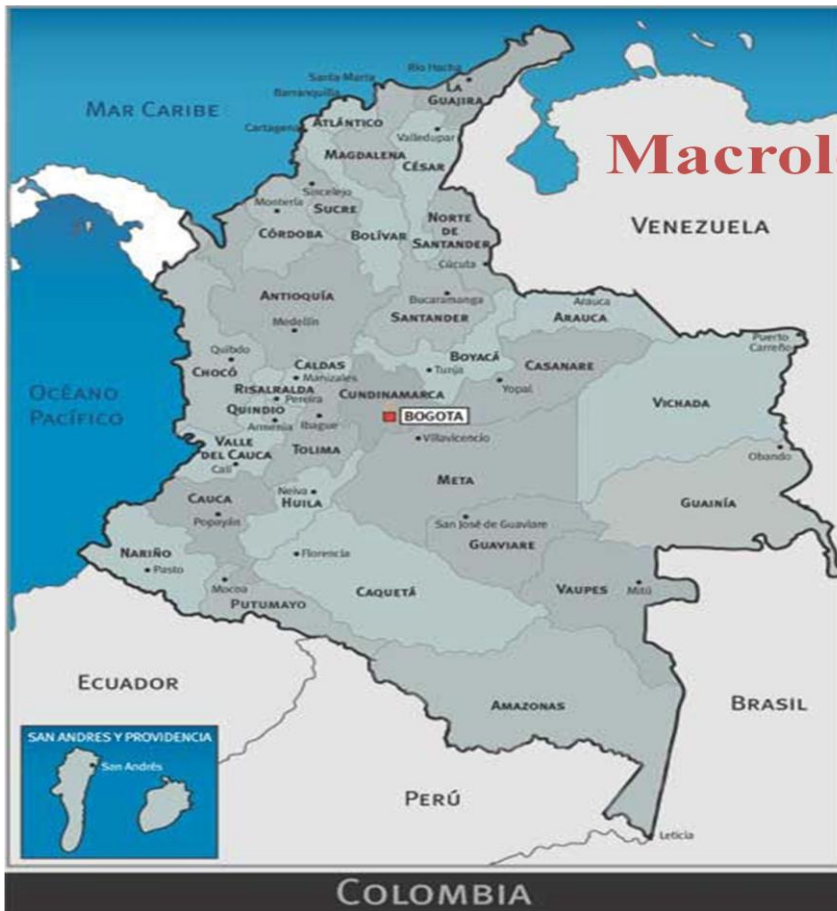 Río Hocha
Santa Marta
Barranquilla
LA
GUAJIRA
MAR CARIBE
Cartagena
ATLÁNTICO
Valledupar
Macrol
MAGDALENA
CÉSAR
Sincelejo
Montería
SUCRE
NORTE
DE
SANTANDER
CÓRDOBA
BOLÍVAR
VENEZUELA
Cúcuta
ANTIOQUÍA
Bucaramanga
Arauca
SANTANDER
ARAUCA
Medellín
Puerto
Carreño
Quibdo
BOYACÁ
CHOCÓ
CALDAS
Tunja
CASANARE
Manizales
RISALRALDA
CUNDINAMARCA
Yopal
OCÉANO
PACÍFICO
Pereira
VICHADA
QUINDIO
BOGOTA
Armenia
Ibague
Villavicencio
VALLE
DEL CAUCA
TOLIMA
Obando
Cali
META
Neiva
CAUCA
HUILA
GUAINÍA
Popayán
San José de Guaviare
GUAVIARE
NARIÑO
Florencia
Pasto
Mocoa
CAQUETÁ
VAUPES
Mitú
PUTUMAYO
ECUADOR
AMAZONAS
BRASIL
SAN ANDRES Y PROVIDENCIA
San Andrés
PERÚ
Leticia
COLOMBIA